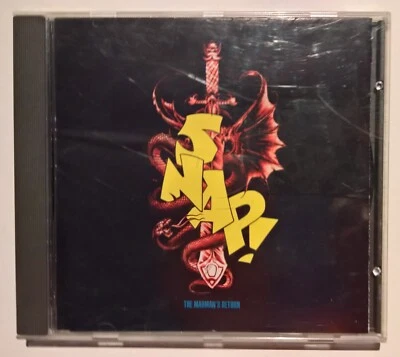 SNAP!
THE MADMAN'S RETURN